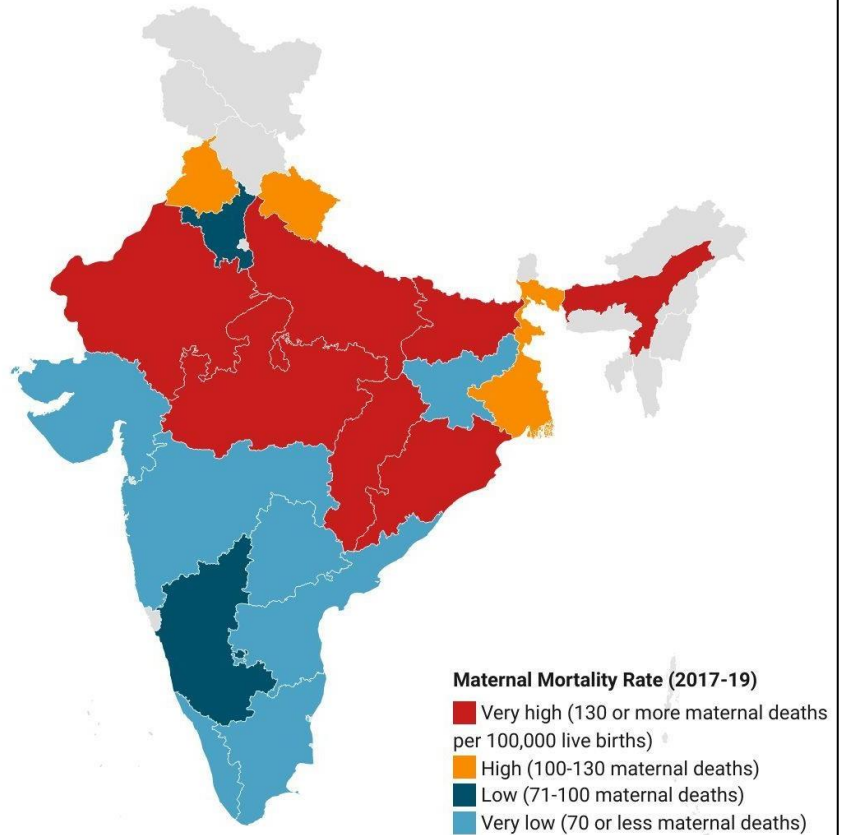 Maternal Mortality Rate (2017-19)
Very high (130 or more maternal deaths
per 100,000 live births)
High (100-130 maternal deaths)
Low (71-100 maternal deaths)
Very low (70 or less maternal deaths)